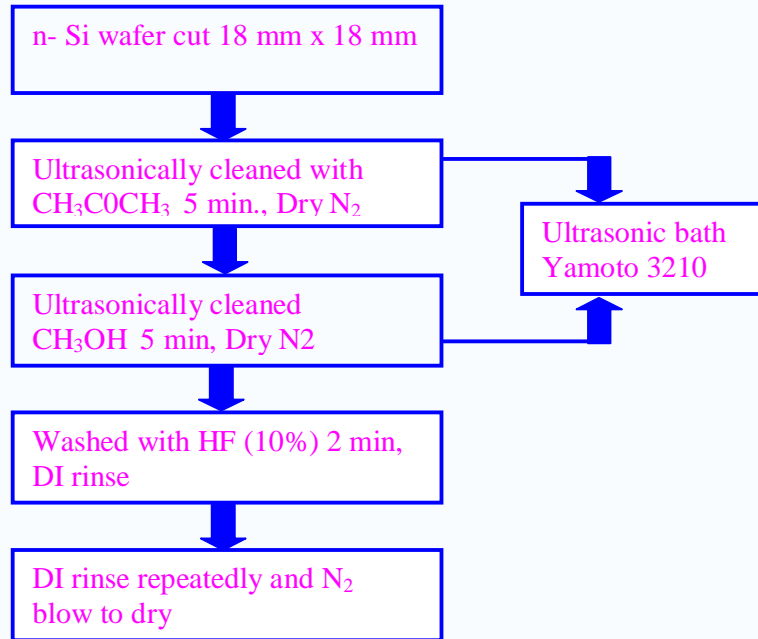 n- Si wafer cut 18 mm x 18 mm
Ultrasonically cleaned with
CH₃C0CH₃ 5 min., Dry N₂
Ultrasonic bath
Yamoto 3210
Ultrasonically cleaned
CH₃OH 5 min, Dry N2
Washed with HF (10%) 2 min,
DI rinse
DI rinse repeatedly and N₂
blow to dry